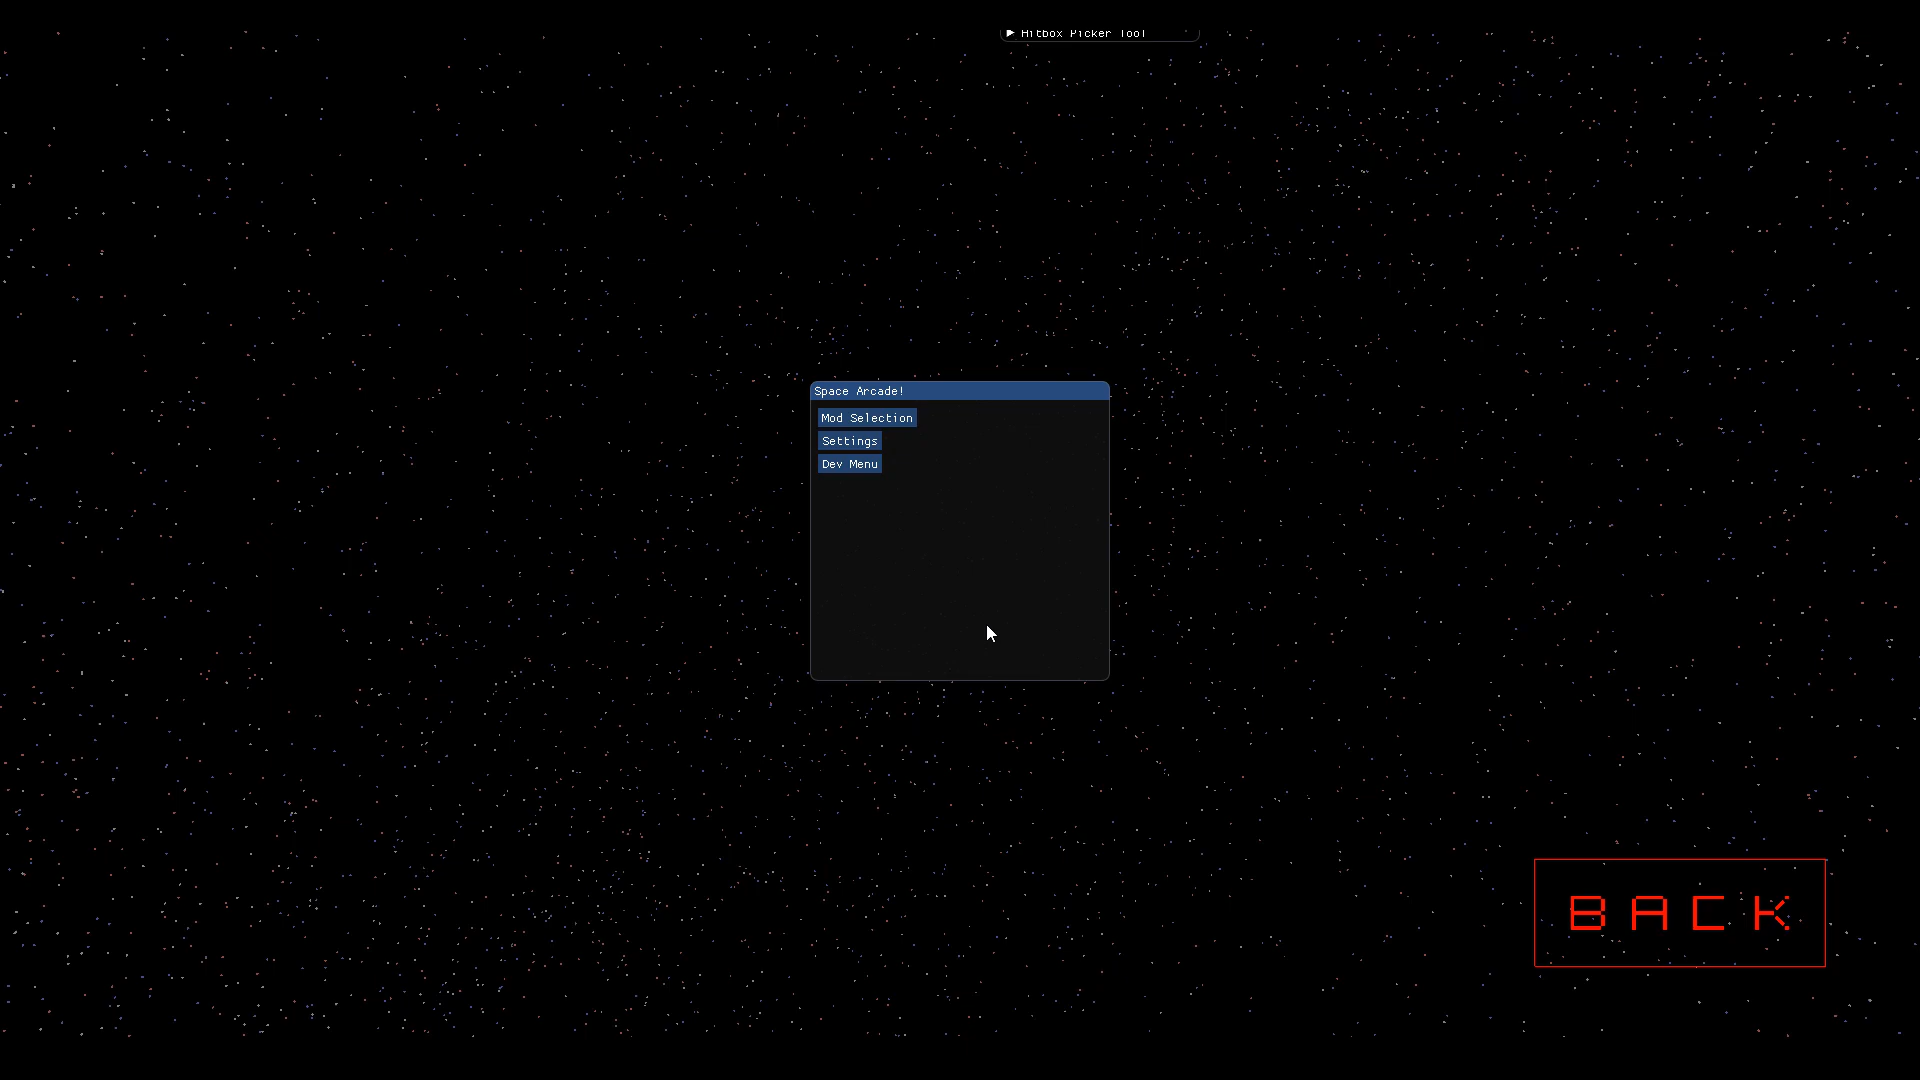 Hitbox Picker Tool
Space Arcade!
Mod Selection
Settings
Dev Menu
BACK